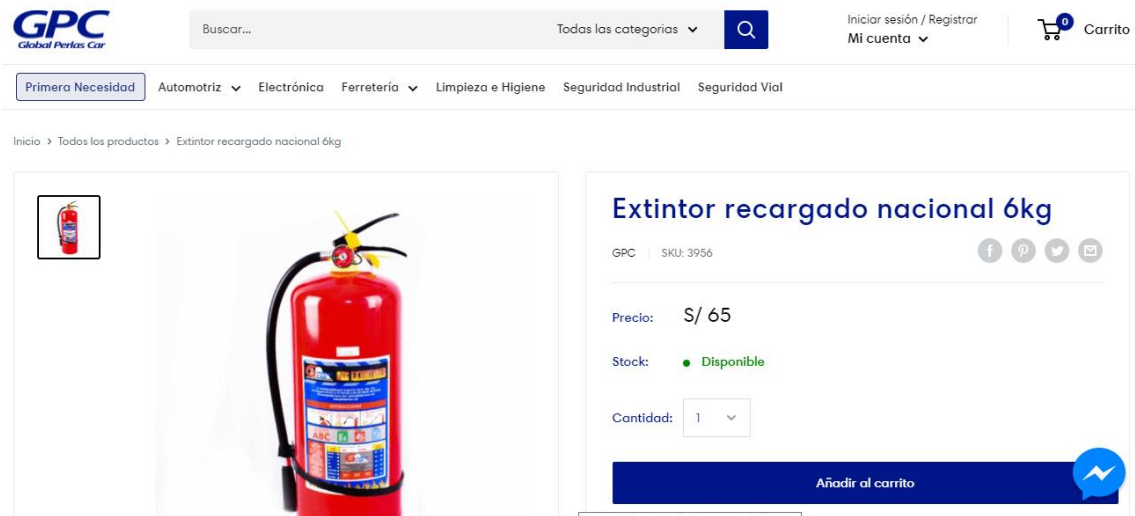 GPC
Global Perlas Car
Buscar...
Todas las categorias
Iniciar sesión / Registrar
Mi cuenta
0
Carrito
Primera Necesidad
Automotriz
Electrónica
Ferretería
Limpieza e Higiene
Seguridad Industrial
Seguridad Vial
Inicio > Todos los productos > Extintor recargado nacional 6kg
Extintor recargado nacional 6kg
GPC
SKU: 3956
Precio: S/ 65
Stock: Disponible
Cantidad: 1
Añadir al carrito
EXTINTORES
ABC